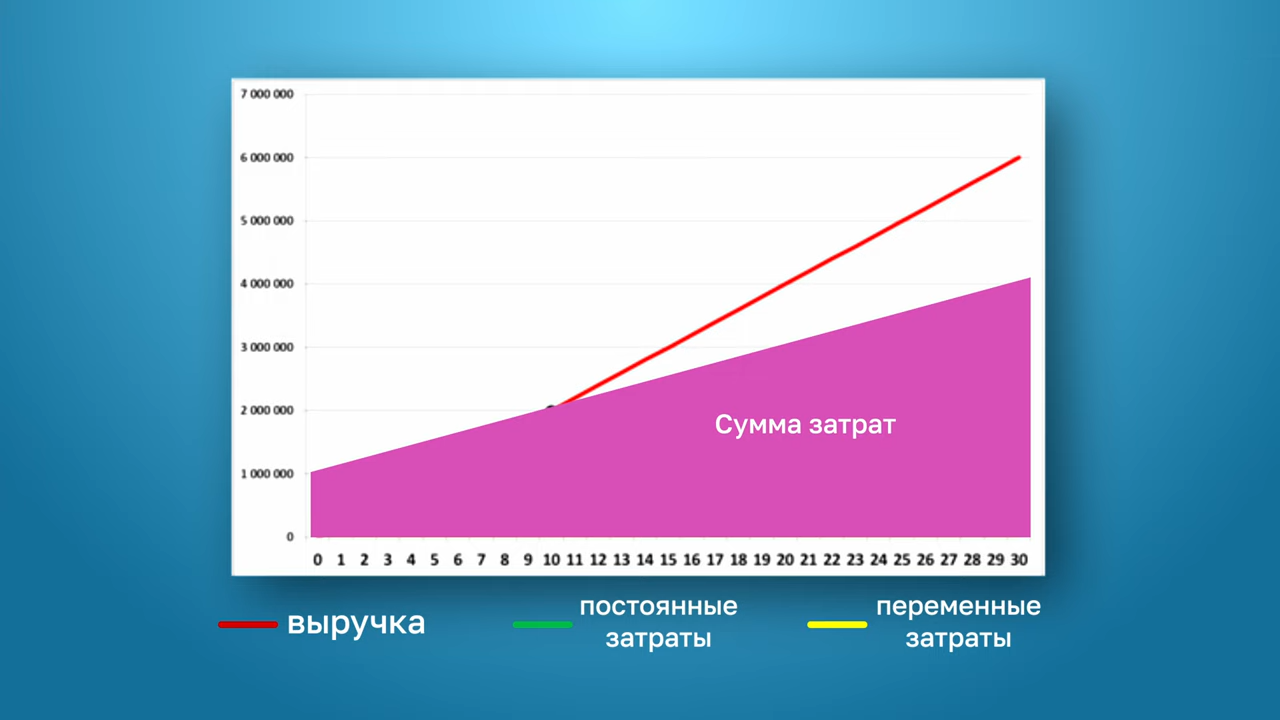 7 000 000
6 000 000
5 000 000
4 000 000
3 000 000
2 000 000
1 000 000
0
Сумма затрат
0 1 2 3 4 5 6 7 8 9 10 11 12 13 14 15 16 17 18 19 20 21 22 23 24 25 26 27 28 29 30
выручка
постоянные
затраты
переменные
затраты